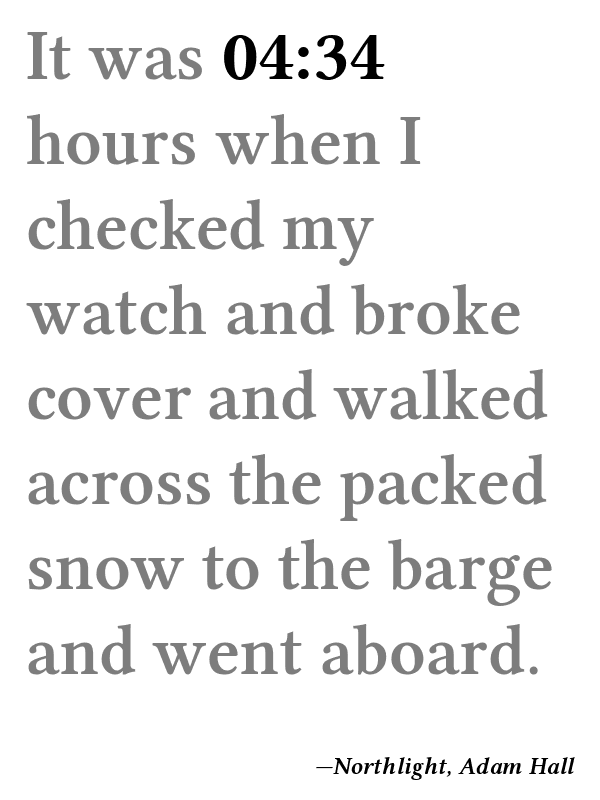 It was 04:34
hours when I
checked my
watch and broke
cover and walked
across the packed
snow to the barge
and went aboard.
—Northlight, Adam Hall